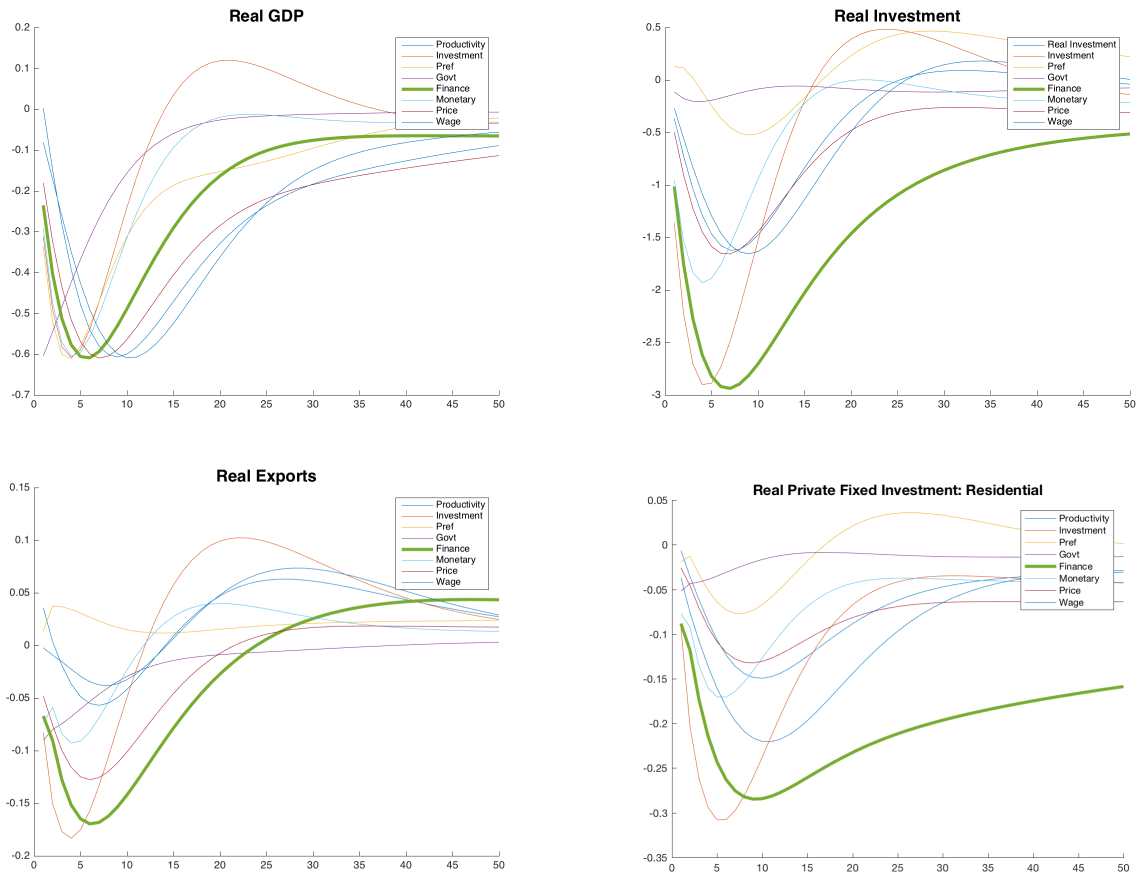 Real GDP
0.2
0.1
0
-0.1
-0.2
-0.3
-0.4
-0.5
-0.6
-0.7
0 5 10 15 20 25 30 35 40 45 50
Productivity
Investment
Pref
Govt
Finance
Monetary
Price
Wage
Real Investment
0.5
0
-0.5
-1
-1.5
-2
-2.5
-3
0 5 10 15 20 25 30 35 40 45 50
Real Investment
Investment
Pref
Govt
Finance
Monetary
Price
Wage
Real Exports
0.15
0.1
0.05
0
-0.05
-0.1
-0.15
-0.2
0 5 10 15 20 25 30 35 40 45 50
Productivity
Investment
Pref
Govt
Finance
Monetary
Price
Wage
Real Private Fixed Investment: Residential
0.05
0
-0.05
-0.1
-0.15
-0.2
-0.25
-0.3
-0.35
0 5 10 15 20 25 30 35 40 45 50
Productivity
Investment
Pref
Govt
Finance
Monetary
Price
Wage